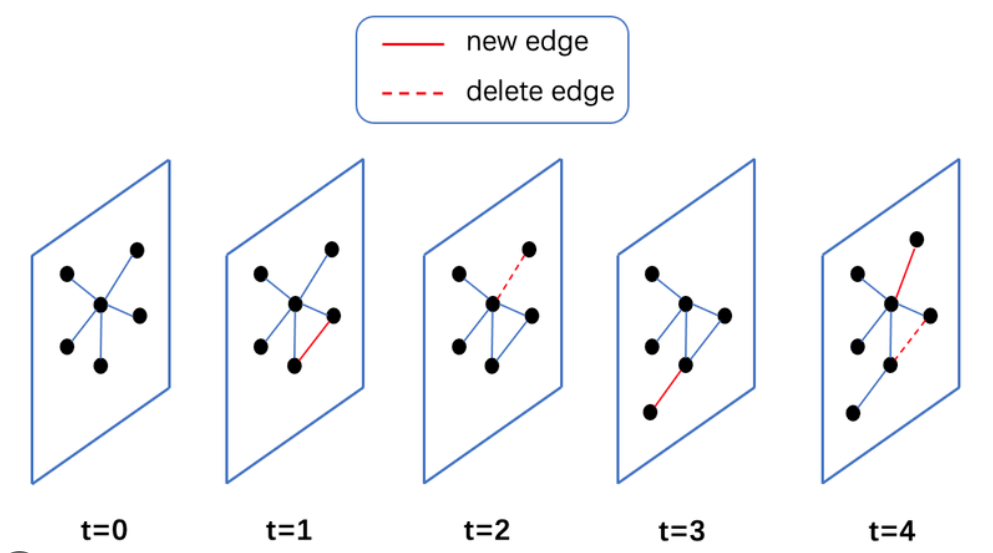 new edge
delete edge
t=0
t=1
t=2
t=3
t=4